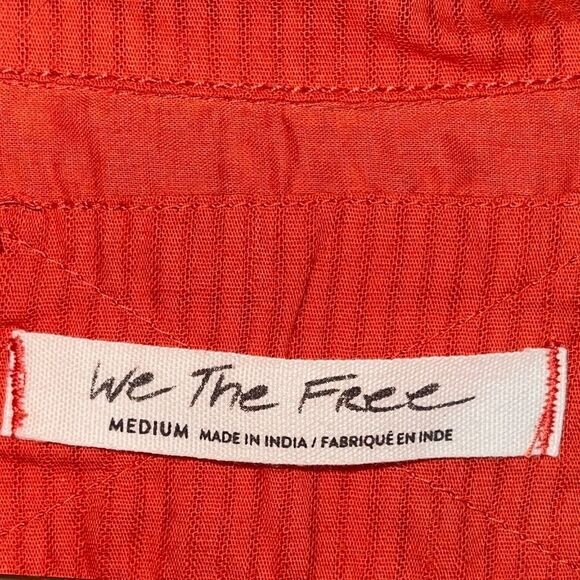 We The Free
MEDIUM MADE IN INDIA / FABRIQUÉ EN INDE